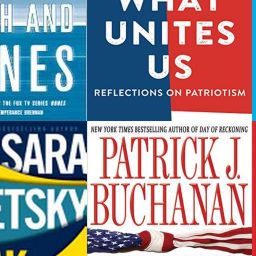 H AND
NES
THE FOX TV SERIES BONES
EMPERANCE BRENNAN
WHAT
UNITES
US
REFLECTIONS ON PATRIOTISM
SARA
ETSKY
NEW YORK TIMES BESTSELLING AUTHOR OF DAY OF RECKONING
PATRICK J.
BUCHANAN